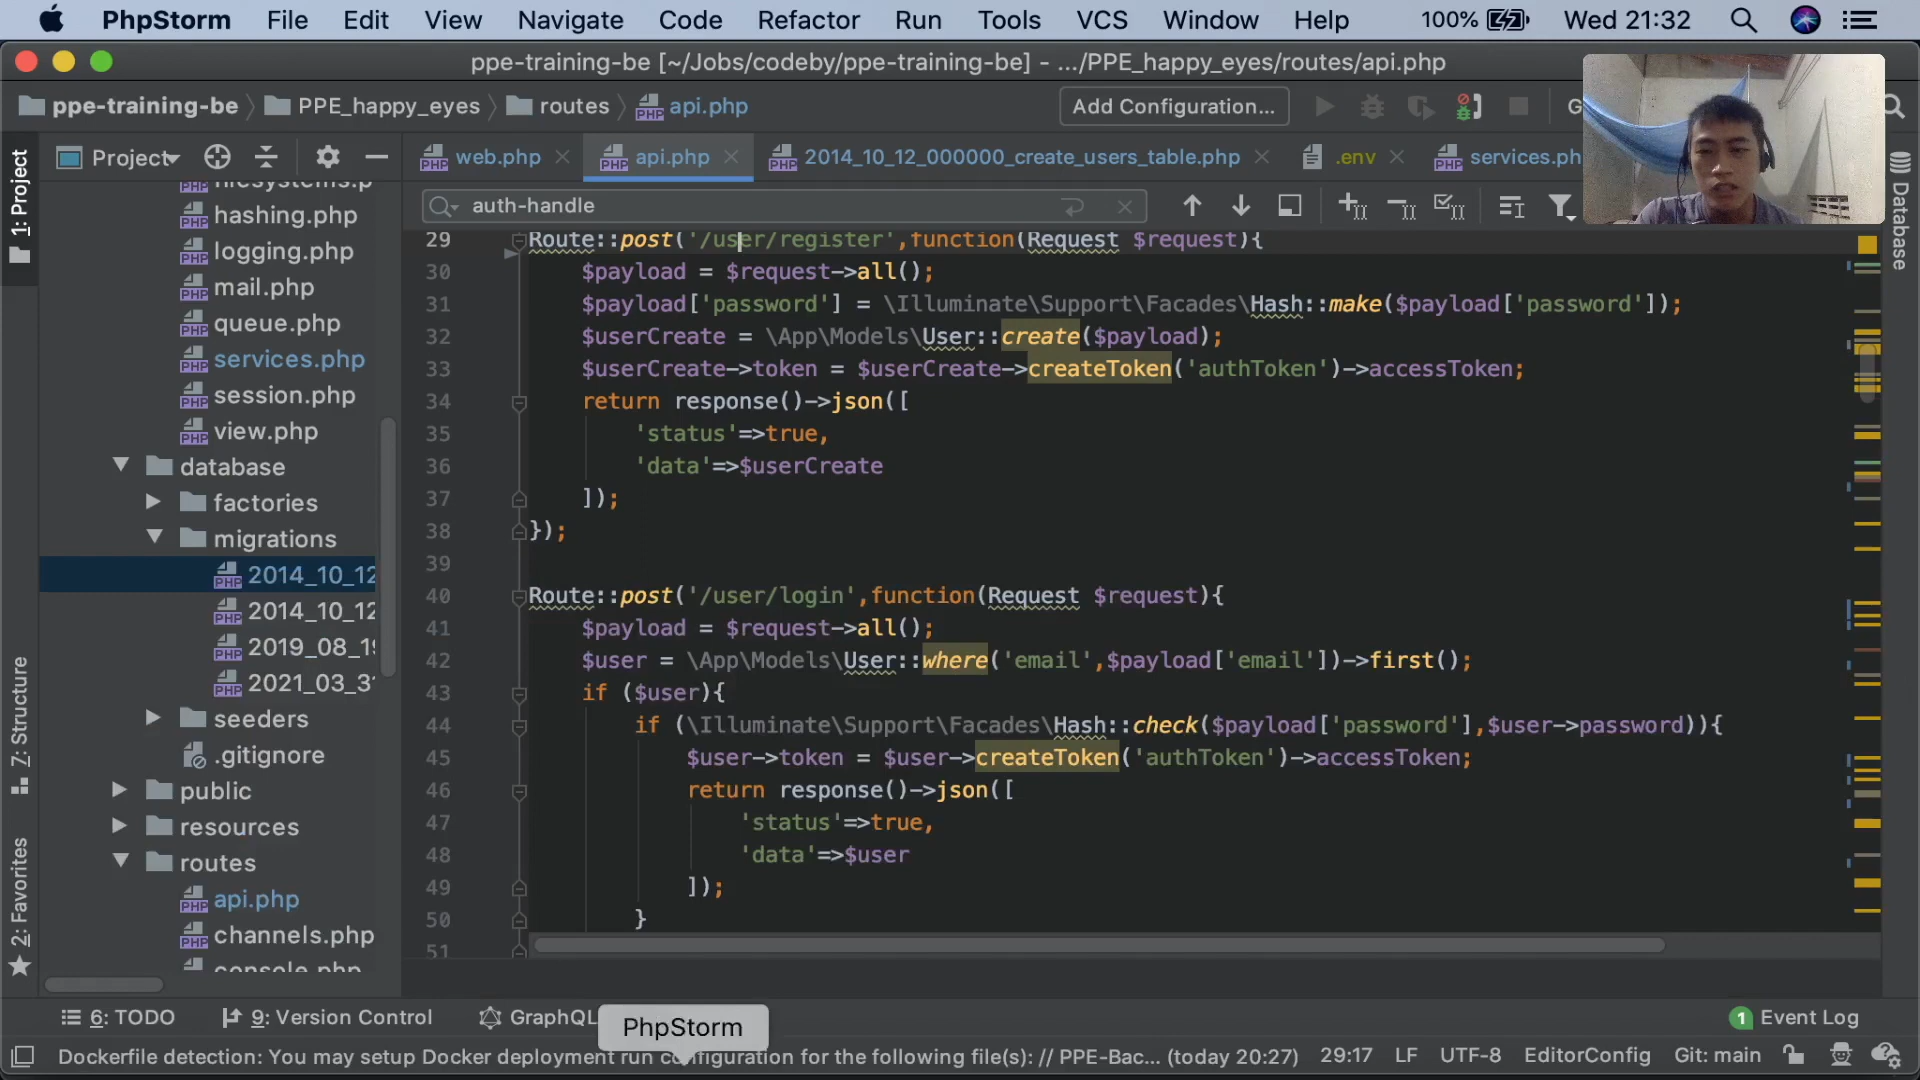 PhpStorm File Edit View Navigate Code Refactor Run Tools VCS Window Help 100% Wed 21:32
ppe-training-be [~/Jobs/codeby/ppe-training-be] - .../PPE_happy_eyes/routes/api.php
ppe-training-be PPE_happy_eyes routes api.php Add Configuration... G
1: Project
Project
web.php api.php 2014_10_12_000000_create_users_table.php .env services.ph
Database
auth-handle
filesystems.p
hashing.php
logging.php
mail.php
queue.php
services.php
session.php
view.php
database
factories
migrations
2014_10_12
2014_10_12
2019_08_19
2021_03_31
seeders
.gitignore
public
resources
routes
api.php
channels.php
console.php
7: Structure
2: Favorites
29 Route::post('/user/register',function(Request $request){
30 $payload = $request->all();
31 $payload['password'] = \Illuminate\Support\Facades\Hash::make($payload['password']);
32 $userCreate = \App\Models\User::create($payload);
33 $userCreate->token = $userCreate->createToken('authToken')->accessToken;
34 return response()->json([
35 'status'=>true,
36 'data'=>$userCreate
37 ]);
38 });
39
40 Route::post('/user/login',function(Request $request){
41 $payload = $request->all();
42 $user = \App\Models\User::where('email',$payload['email'])->first();
43 if ($user){
44 if (\Illuminate\Support\Facades\Hash::check($payload['password'],$user->password)){
45 $user->token = $user->createToken('authToken')->accessToken;
46 return response()->json([
47 'status'=>true,
48 'data'=>$user
49 ]);
50 }
51
6: TODO 9: Version Control GraphQL PhpStorm 1 Event Log
Dockerfile detection: You may setup Docker deployment run configuration for the following file(s): // PPE-Bac... (today 20:27) 29:17 LF UTF-8 EditorConfig Git: main